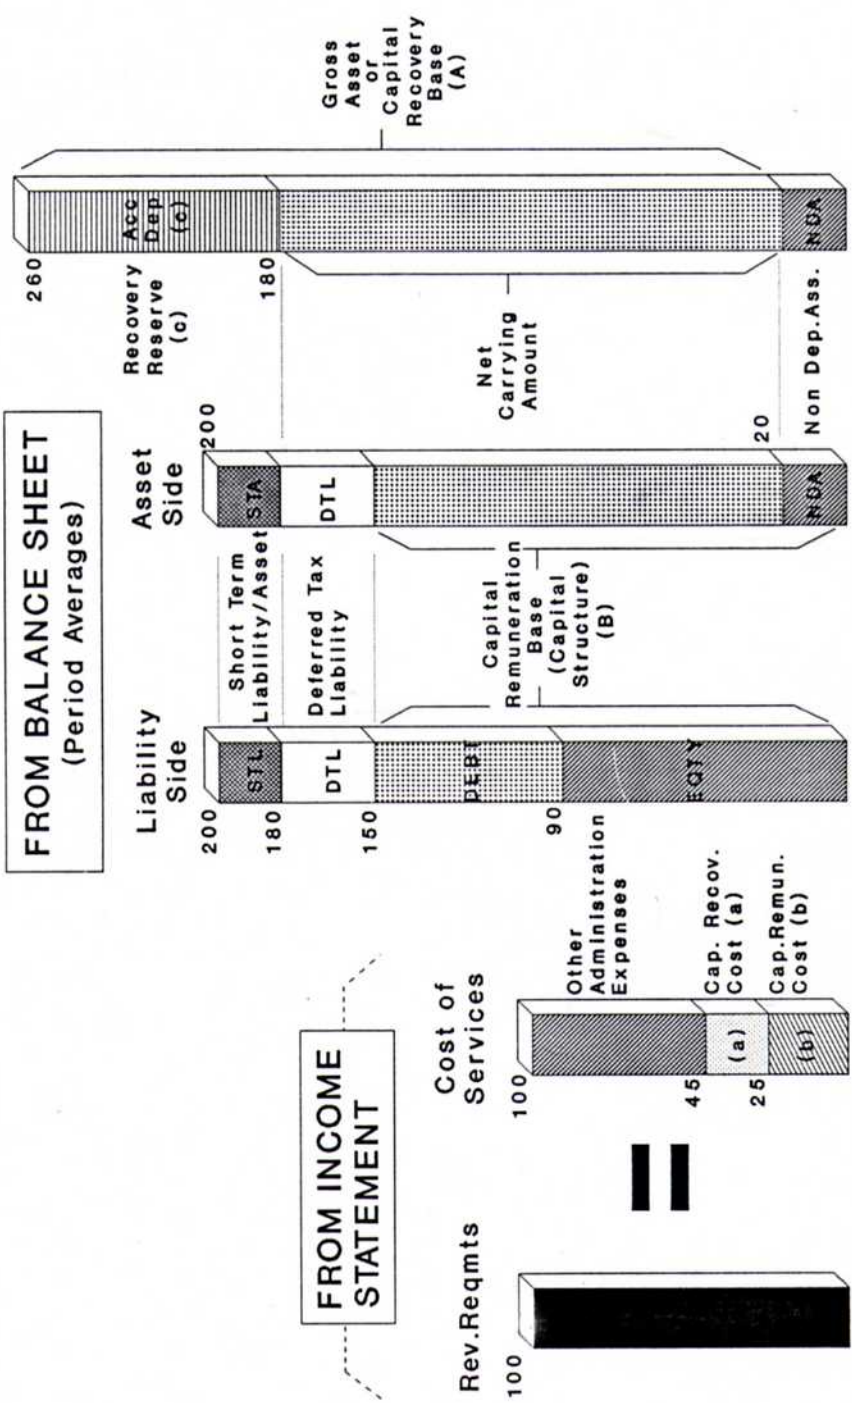 FROM BALANCE SHEET
(Period Averages)
FROM INCOME
STATEMENT
Rev.Reqmts
100
Cost of
Services
100
45
25
(a)
(b)
Other
Administration
Expenses
Cap. Recov.
Cost (a)
Cap.Remun.
Cost (b)
Liability
Side
200
180
150
90
STL
DTL
DEBT
EQTY
Short Term
Liability/Asset
Deferred Tax
Liability
Capital
Remuneration
Base
(Capital
Structure)
(B)
Asset
Side
200
20
STA
DTL
NDA
Net
Carrying
Amount
Non Dep.Ass.
260
180
Recovery
Reserve
(c)
Acc
Dep
(c)
NDA
Gross
Asset
or
Capital
Recovery
Base
(A)